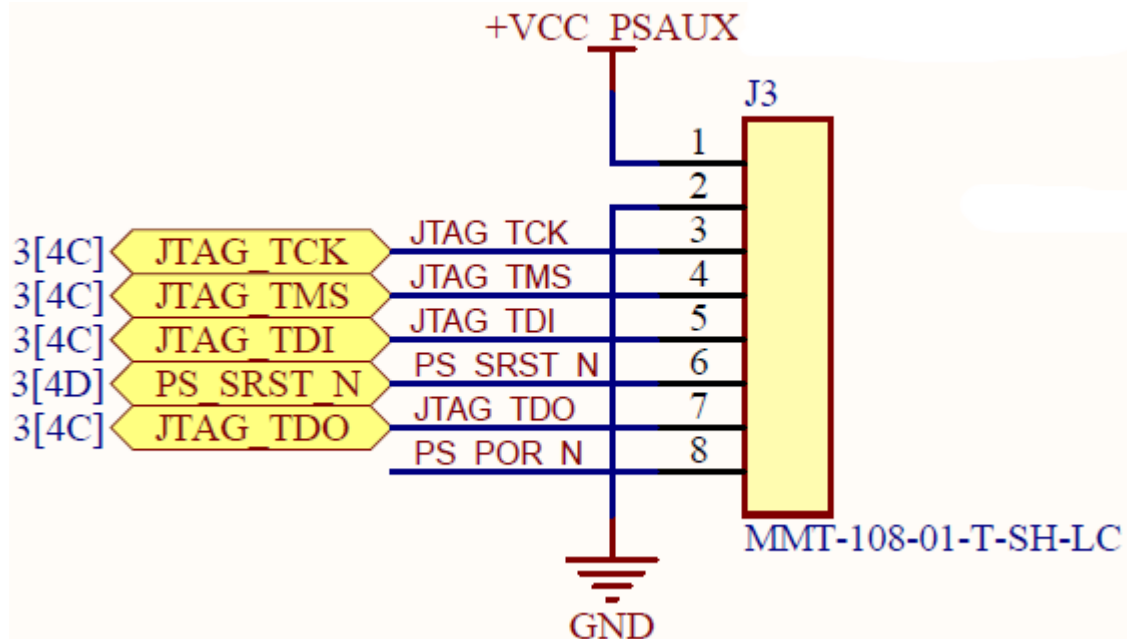 +VCC_PSAUX
J3
1
2
3[4C] JTAG_TCK JTAG_TCK 3
3[4C] JTAG_TMS JTAG_TMS 4
3[4C] JTAG_TDI JTAG_TDI 5
3[4D] PS_SRST_N PS_SRST_N 6
3[4C] JTAG_TDO JTAG_TDO 7
PS_POR_N 8
MMT-108-01-T-SH-LC
GND